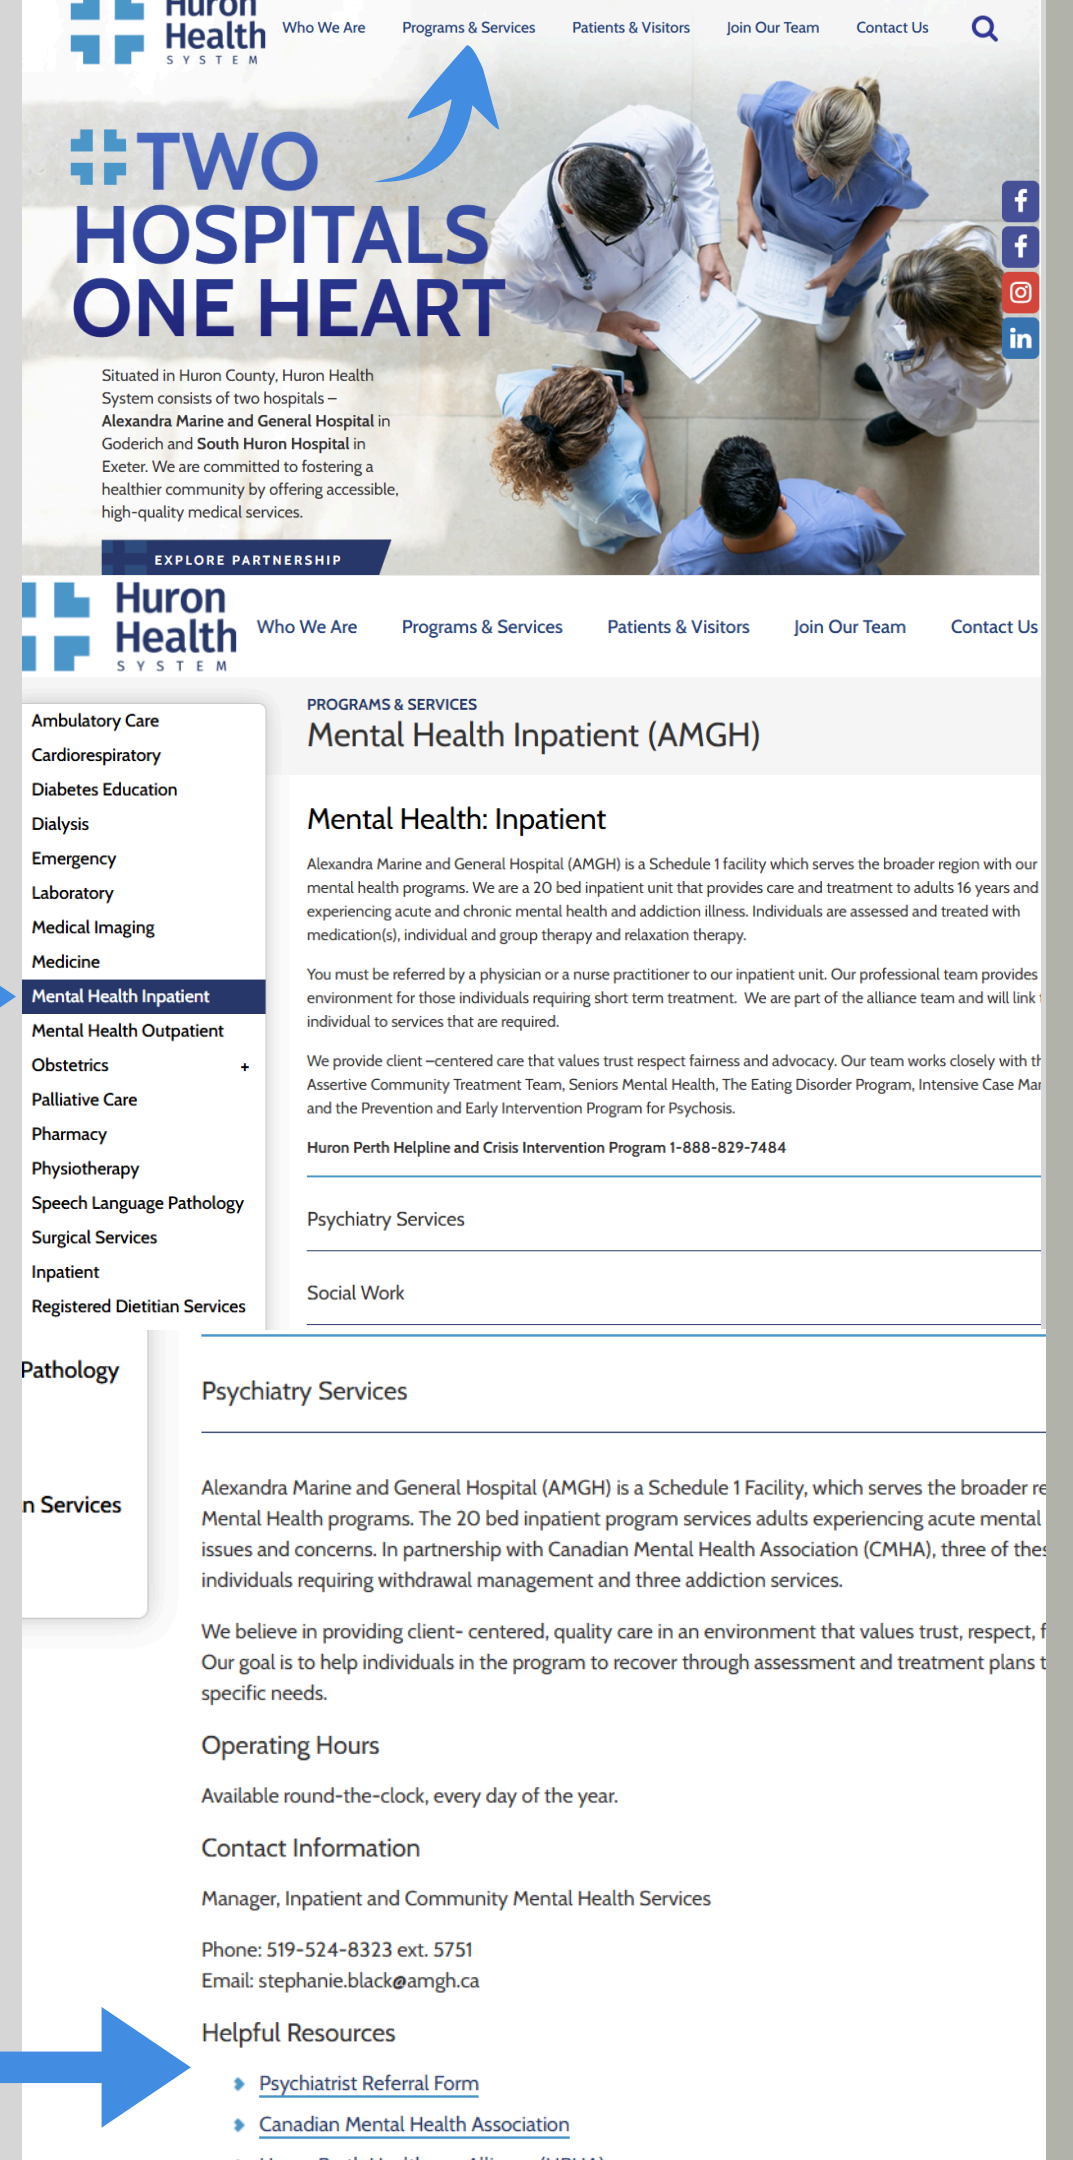 Huron
Health
SYSTEM
Who We Are
Programs & Services
Patients & Visitors
Join Our Team
Contact Us
TWO
HOSPITALS
ONE HEART
Situated in Huron County, Huron Health
System consists of two hospitals –
Alexandra Marine and General Hospital in
Goderich and South Huron Hospital in
Exeter. We are committed to fostering a
healthier community by offering accessible,
high-quality medical services.
EXPLORE PARTNERSHIP
Huron
Health
SYSTEM
Who We Are
Programs & Services
Patients & Visitors
Join Our Team
Contact Us
Ambulatory Care
Cardiorespiratory
Diabetes Education
Dialysis
Emergency
Laboratory
Medical Imaging
Medicine
Mental Health Inpatient
Mental Health Outpatient
Obstetrics +
Palliative Care
Pharmacy
Physiotherapy
Speech Language Pathology
Surgical Services
Inpatient
Registered Dietitian Services
PROGRAMS & SERVICES
Mental Health Inpatient (AMGH)
Mental Health: Inpatient
Alexandra Marine and General Hospital (AMGH) is a Schedule 1 facility which serves the broader region with our
mental health programs. We are a 20 bed inpatient unit that provides care and treatment to adults 16 years and
experiencing acute and chronic mental health and addiction illness. Individuals are assessed and treated with
medication(s), individual and group therapy and relaxation therapy.
You must be referred by a physician or a nurse practitioner to our inpatient unit. Our professional team provides
environment for those individuals requiring short term treatment. We are part of the alliance team and will link
individual to services that are required.
We provide client –centered care that values trust respect fairness and advocacy. Our team works closely with
Assertive Community Treatment Team, Seniors Mental Health, The Eating Disorder Program, Intensive Case
and the Prevention and Early Intervention Program for Psychosis.
Huron Perth Helpline and Crisis Intervention Program 1-888-829-7484
Psychiatry Services
Social Work
Pathology
n Services
Psychiatry Services
Alexandra Marine and General Hospital (AMGH) is a Schedule 1 Facility, which serves the broader
Mental Health programs. The 20 bed inpatient program services adults experiencing acute mental
issues and concerns. In partnership with Canadian Mental Health Association (CMHA), three of
individuals requiring withdrawal management and three addiction services.
We believe in providing client- centered, quality care in an environment that values trust, respect,
Our goal is to help individuals in the program to recover through assessment and treatment plans
specific needs.
Operating Hours
Available round-the-clock, every day of the year.
Contact Information
Manager, Inpatient and Community Mental Health Services
Phone: 519-524-8323 ext. 5751
Email: stephanie.black@amgh.ca
Helpful Resources
Psychiatrist Referral Form
Canadian Mental Health Association